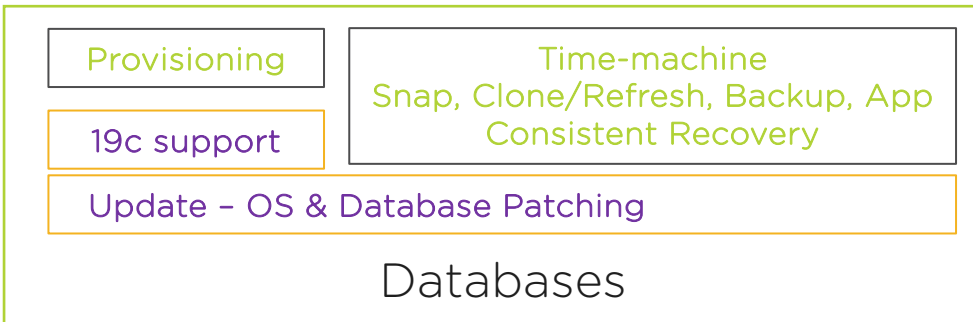 Provisioning
Time-machine
Snap, Clone/Refresh, Backup, App
Consistent Recovery
19c support
Update – OS & Database Patching
Databases